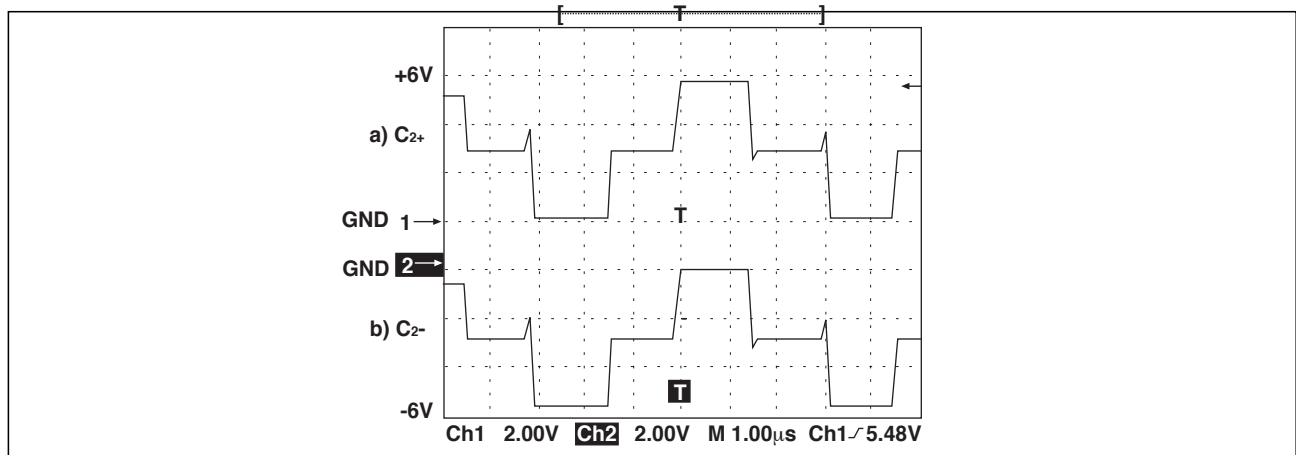 [ T ]
+6V
a) C2+
GND 1
T
GND 2
b) C2-
T
-6V
Ch1 2.00V Ch2 2.00V M 1.00μs Ch1 5.48V